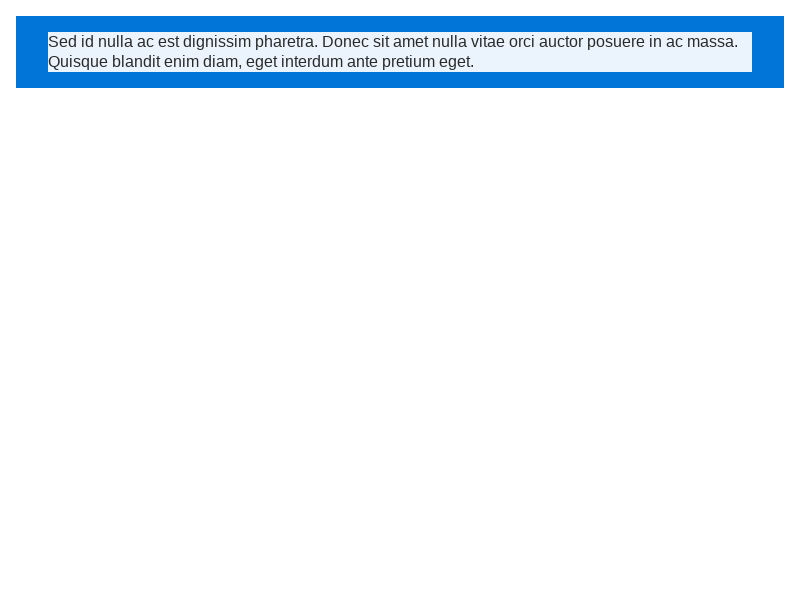 Sed id nulla ac est dignissim pharetra. Donec sit amet nulla vitae orci auctor posuere in ac massa.
Quisque blandit enim diam, eget interdum ante pretium eget.